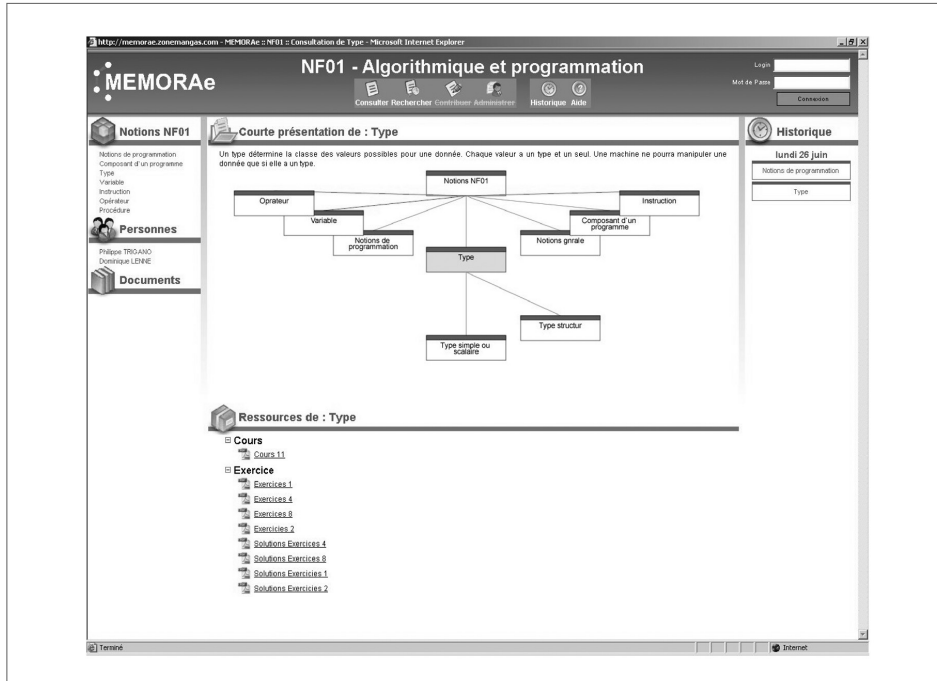 http://memorae.zonemangas.com - MEMORAe :: NF01 :: Consultation de Type - Microsoft Internet Explorer
MEMORAe
NF01 - Algorithmique et programmation
Consulter Rechercher Contribuer Administrer Historique Aide
Login
Mot de Passe
Connexion
Notions NF01
Notions de programmation
Composant d'un programme
Type
Variable
Instruction
Opérateur
Procédure
Personnes
Philippe TRIGANO
Dominique LENNE
Documents
Courte présentation de : Type
Un type détermine la classe des valeurs possibles pour une donnée. Chaque valeur a un type et un seul. Une machine ne pourra manipuler une
donnée que si elle a un type.
Notions NF01
Oprateur
Instruction
Variable
Composant d'un
programme
Notions de
programmation
Notions gnrale
Type
Type structur
Type simple ou
scalaire
Ressources de : Type
Cours
Cours 11
Exercice
Exercices 1
Exercices 4
Exercices 8
Exercicies 2
Solutions Exercices 4
Solutions Exercices 8
Solutions Exercicies 1
Solutions Exercicies 2
Historique
lundi 26 juin
Notions de programmation
Type
Terminé
Internet